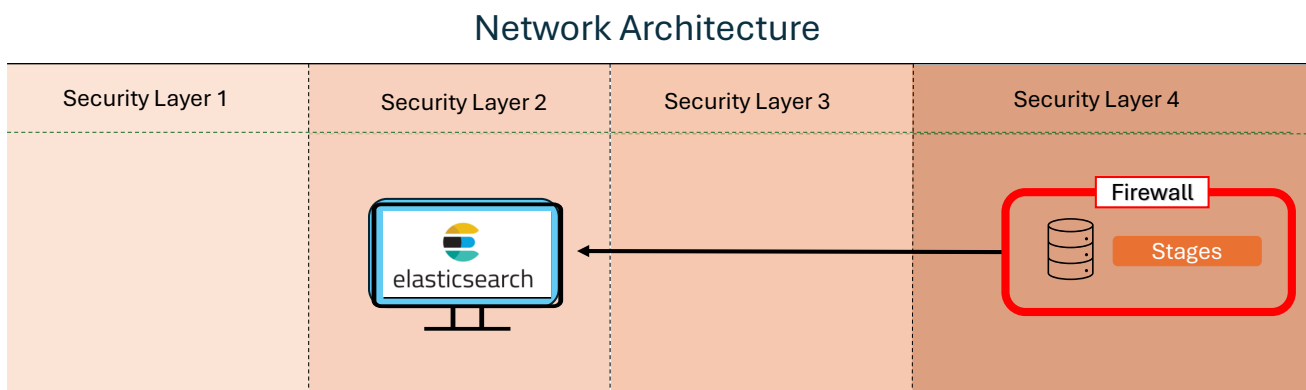 Network Architecture
Security Layer 1
Security Layer 2
Security Layer 3
Security Layer 4
Firewall
elasticsearch
Stages